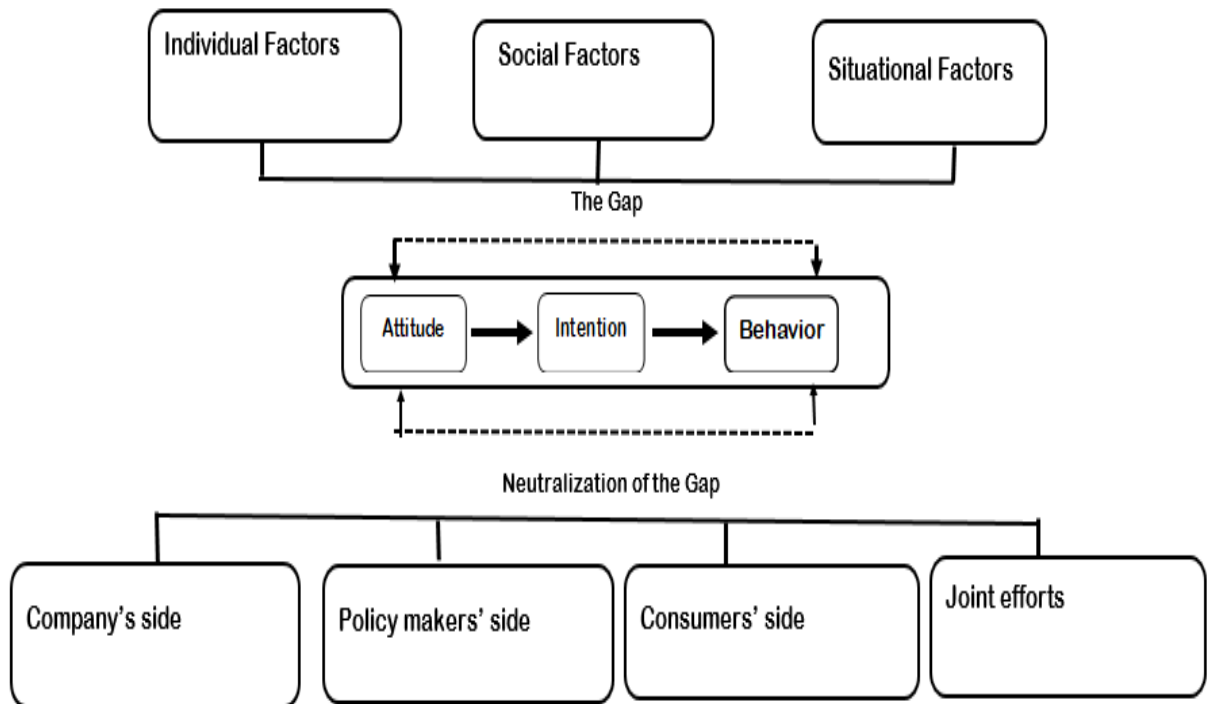 Individual Factors
Social Factors
Situational Factors
The Gap
Attitude
Intention
Behavior
Neutralization of the Gap
Company’s side
Policy makers’ side
Consumers’ side
Joint efforts